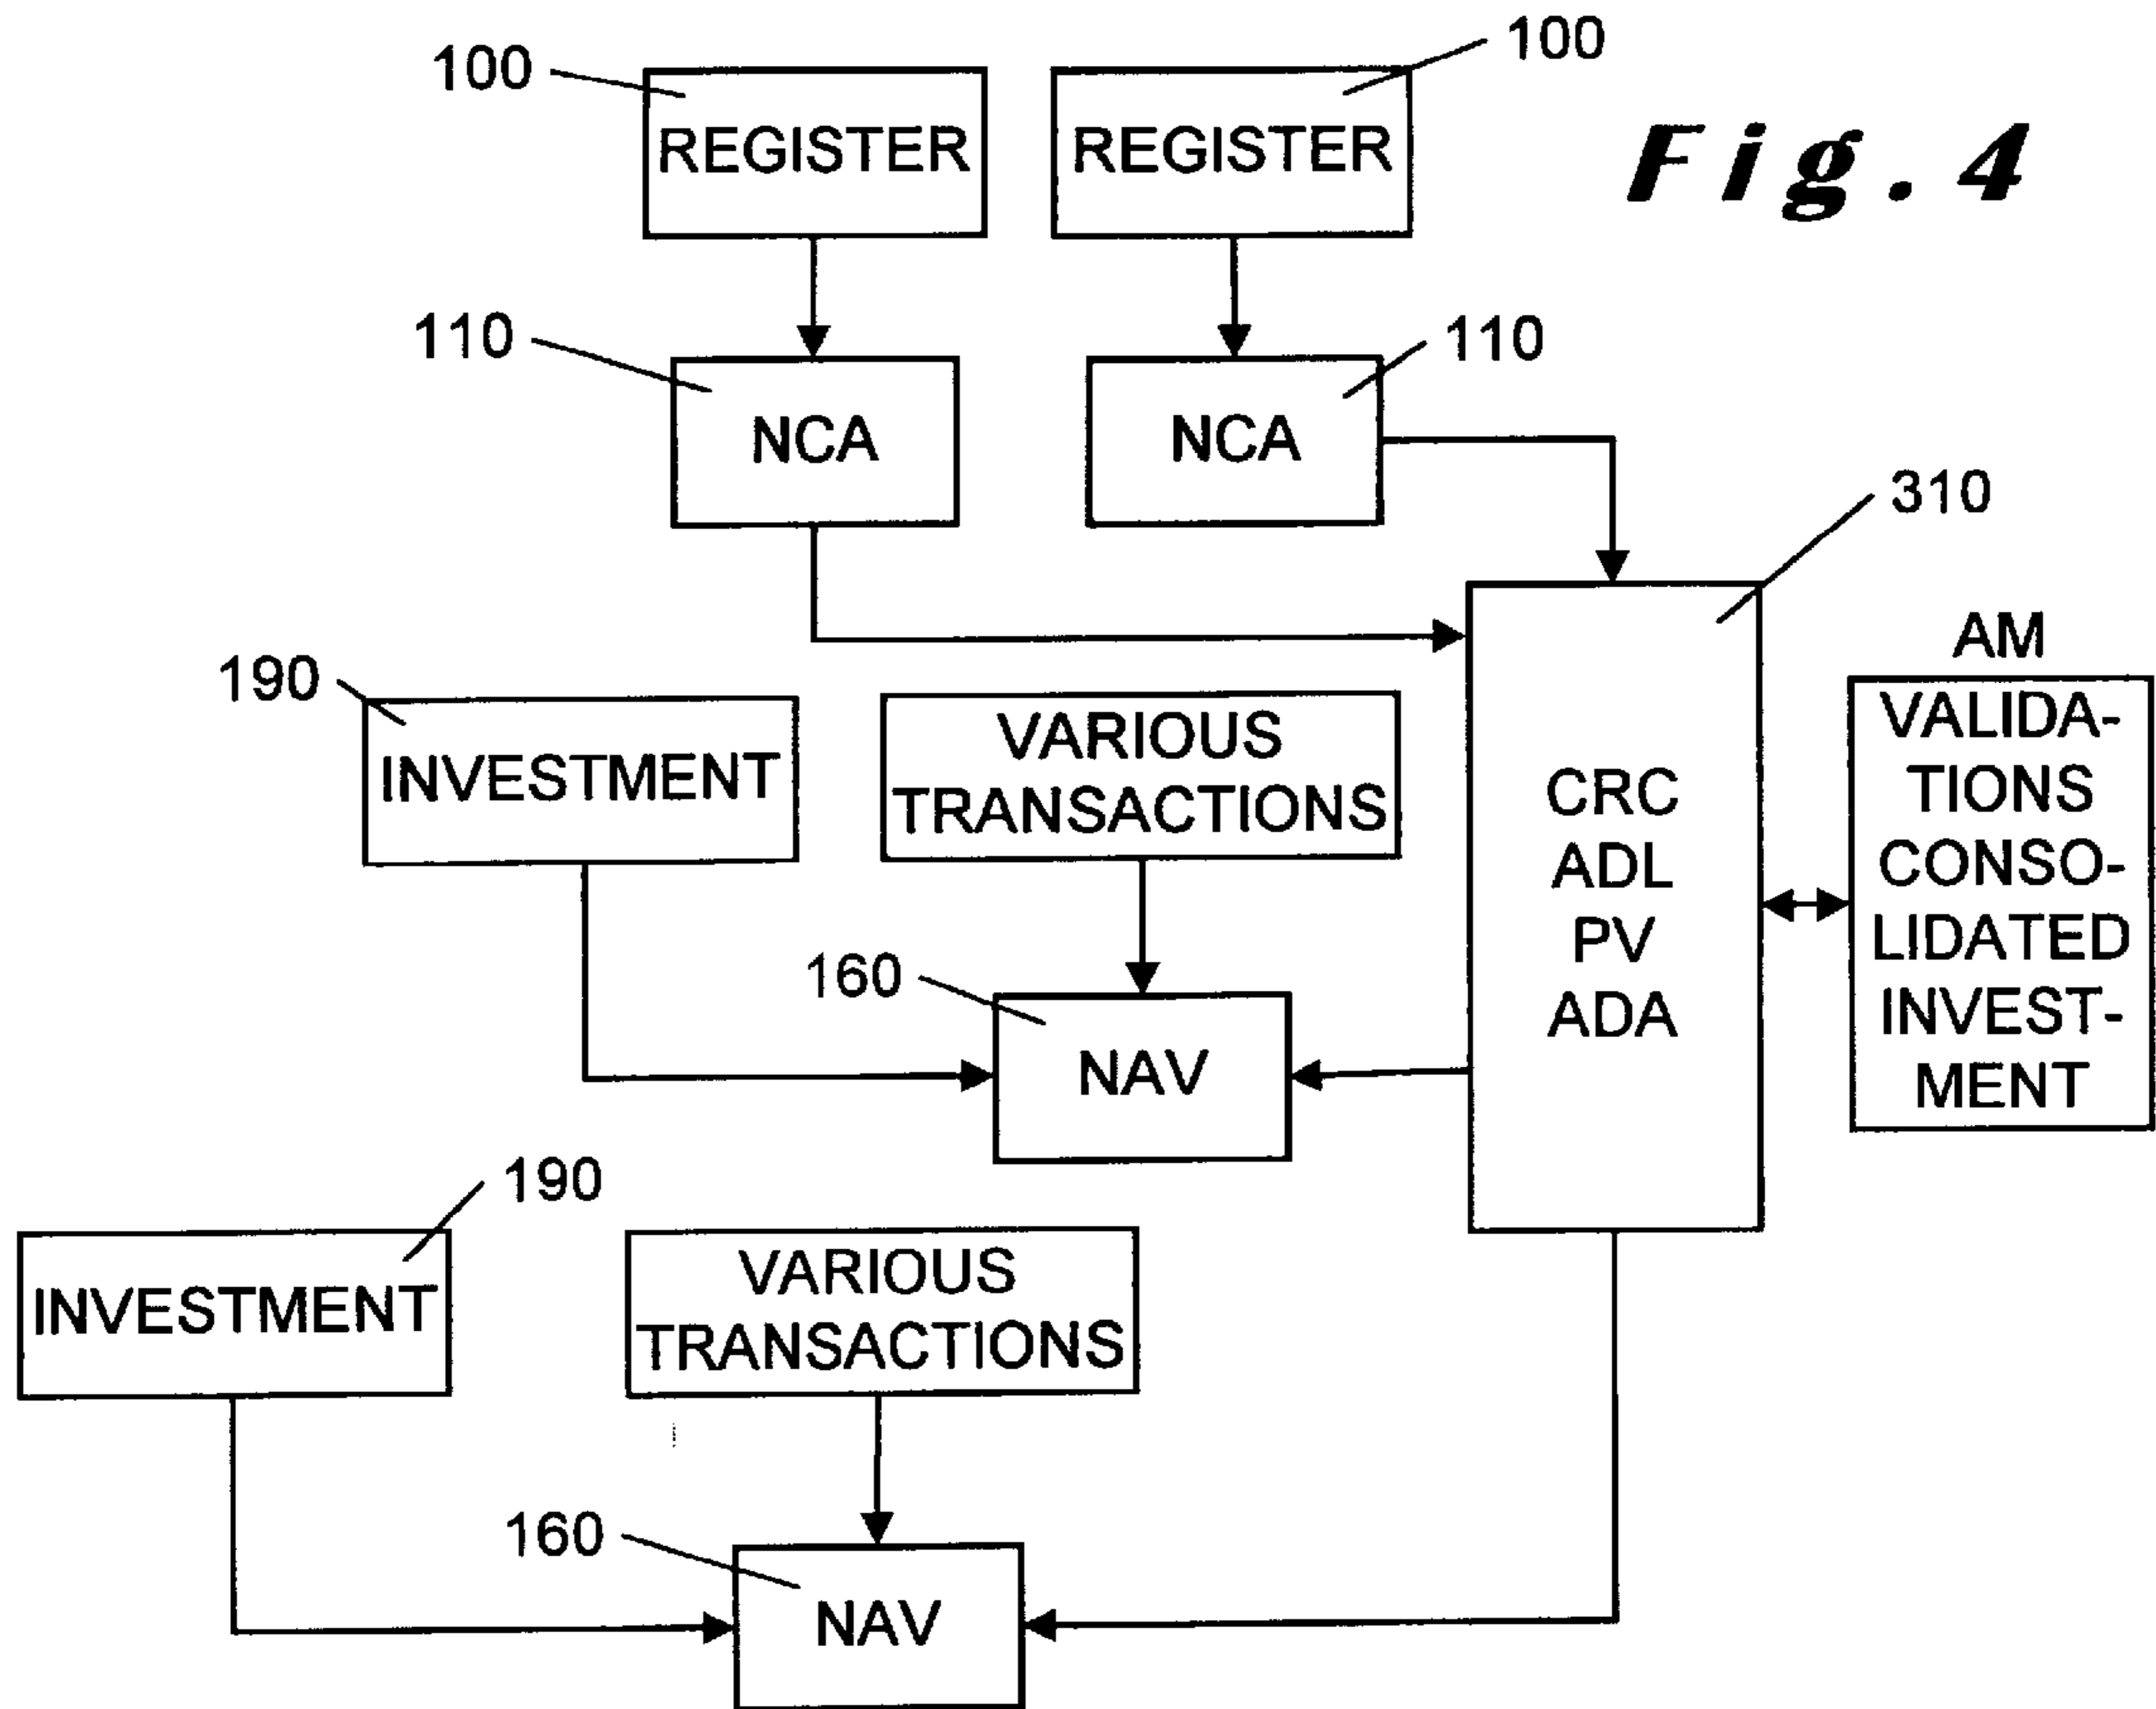 100
100
REGISTER
REGISTER
Fig. 4
110
110
NCA
NCA
310
AM
190
INVESTMENT
VARIOUS
TRANSACTIONS
CRC
ADL
PV
ADA
VALIDA-
TIONS
CONSO-
LIDATED
INVEST-
MENT
160
NAV
190
INVESTMENT
VARIOUS
TRANSACTIONS
160
NAV